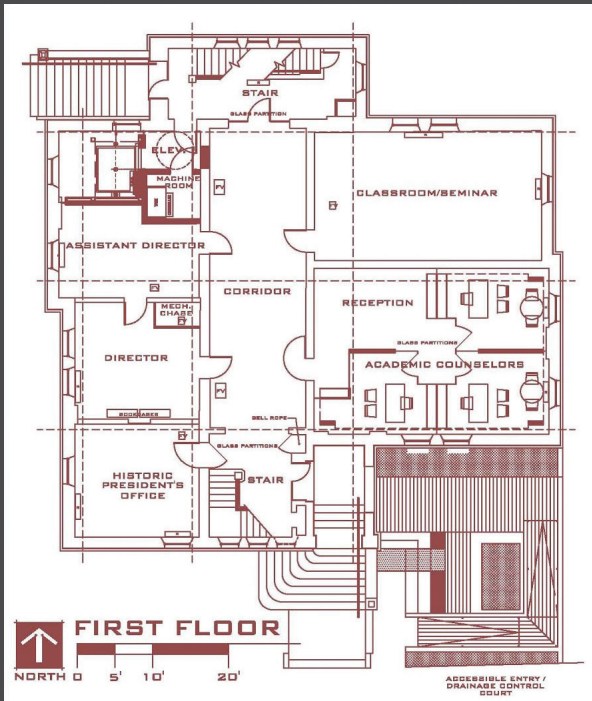 STAIR
GLASS PARTITION
ELEV.
MACHINE
ROOM
CLASSROOM/SEMINAR
ASSISTANT DIRECTOR
CORRIDOR
RECEPTION
MECH.
CHASE
GLASS PARTITIONS
DIRECTOR
ACADEMIC COUNSELORS
BOOKCASES
BELL ROPE
GLASS PARTITIONS
HISTORIC
PRESIDENT'S
OFFICE
STAIR
FIRST FLOOR
NORTH 0 5' 10' 20'
ACCESSIBLE ENTRY /
DRAINAGE CONTROL
COURT